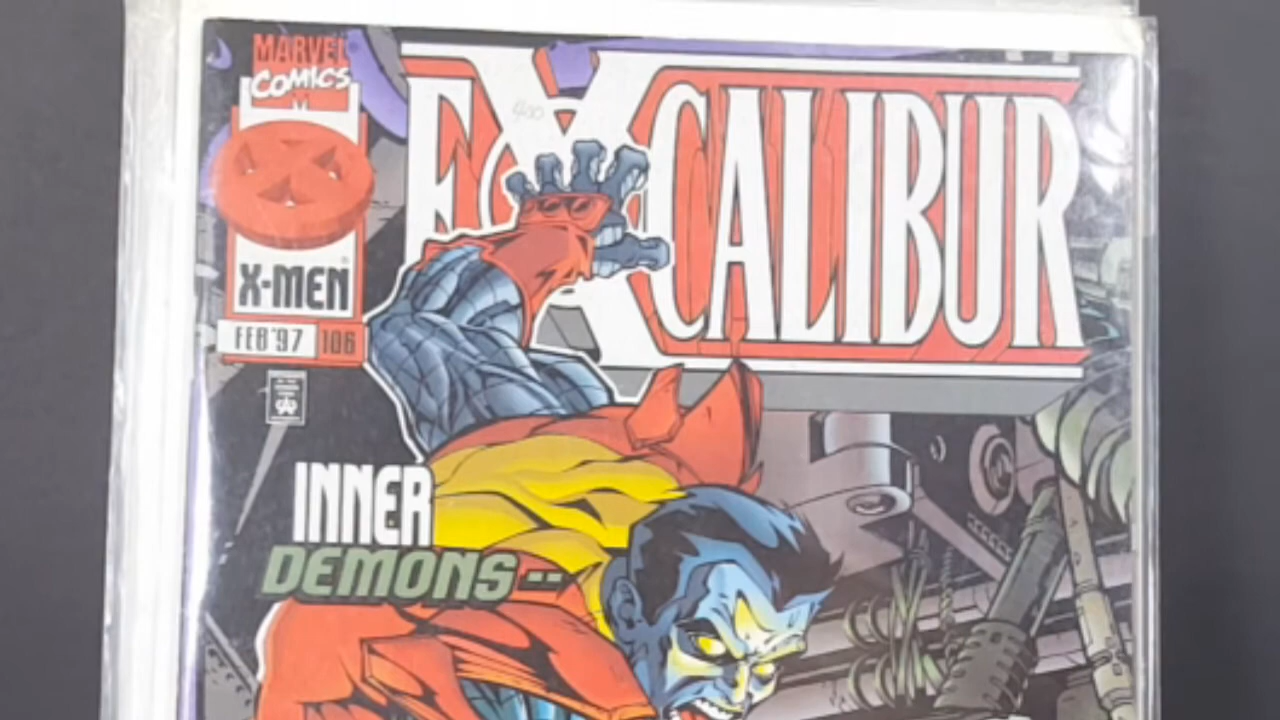 MARVEL
COMICS
M
EXCALIBUR
X-MEN
FEB '97 106
INNER
DEMONS --